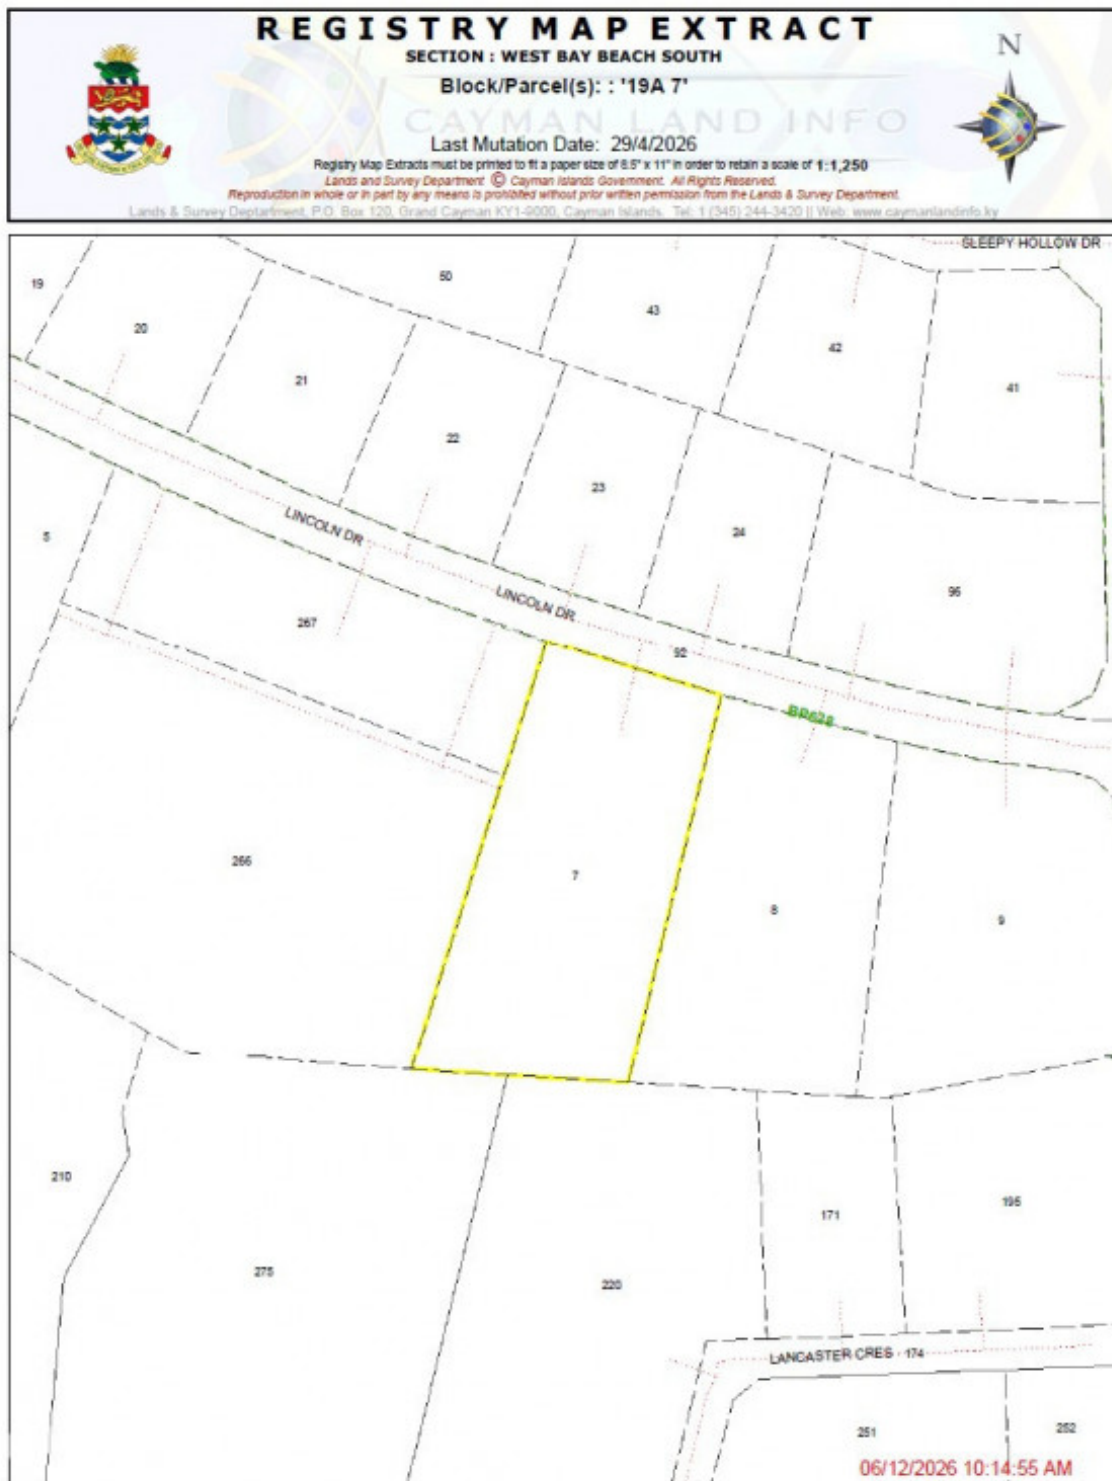 REGISTRY MAP EXTRACT
SECTION : WEST BAY BEACH SOUTH
Block/Parcel(s): : '19A 7'
CAYMAN LAND INFO
Last Mutation Date: 29/4/2026
Registry Map Extracts must be printed to fit a paper size of 8.5" x 11" in order to retain a scale of 1:1,250
Lands and Survey Department © Cayman Islands Government. All Rights Reserved.
Reproduction in whole or in part by any means is prohibited without prior written permission from the Lands & Survey Department.
Lands & Survey Department, P.O. Box 120, Grand Cayman KY1-9000, Cayman Islands. Tel: 1 (345) 244-3420 || Web: www.caymanlandinfo.ky
N
SLEEPY HOLLOW DR
19
50
20
43
42
21
41
22
23
24
LINCOLN DR
5
96
LINCOLN DR
267
92
BR628
266
7
8
9
210
171
195
275
220
LANCASTER CRES 174
251
252
06/12/2026 10:14:55 AM